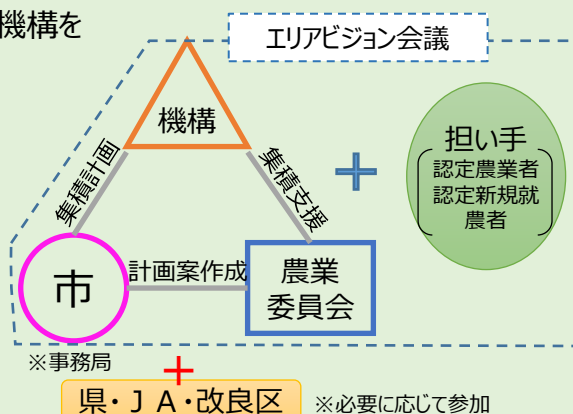 機構を
エリアビジョン会議
機構
集積計画
集積支援
担い手
認定農業者
認定新規就
農者
市
計画案作成
農業
委員会
※事務局
県・ＪＡ・改良区
※必要に応じて参加